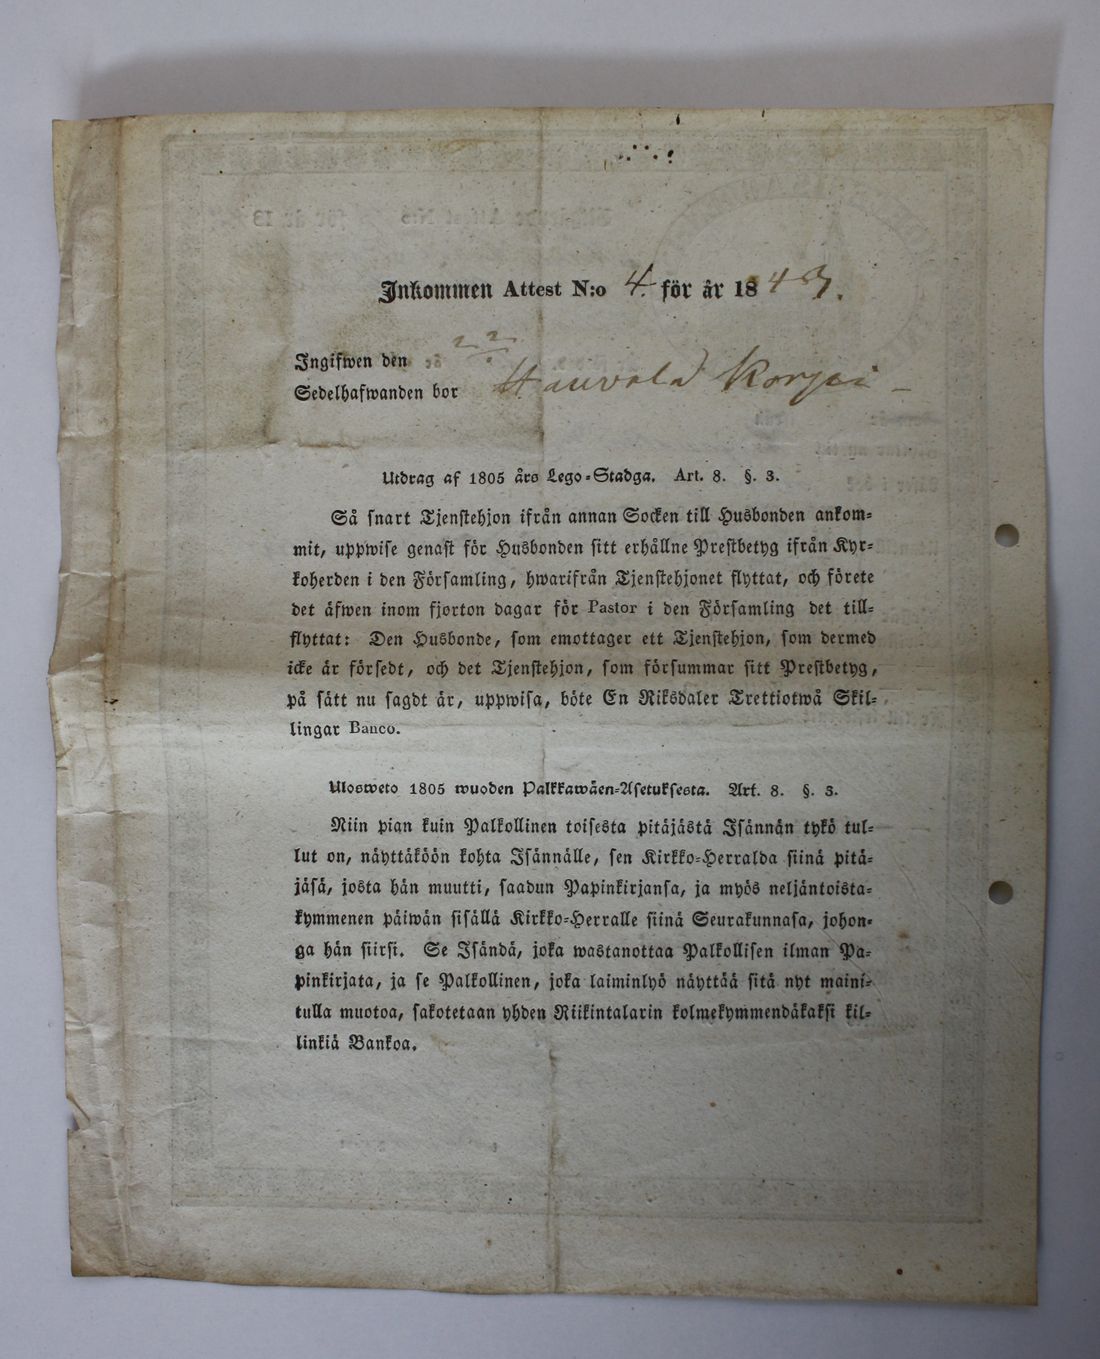 Inkommen Attest N:o 4. för år 1843.
Ingifwen den
Sedelhafwanden bor
Utdrag af 1805 års Lego-Stadga. Art. 8. §. 3.
Så snart Tjenstehjon ifrån annan Socken till Husbonden ankom-
mit, uppwise genast för Husbonden sitt erhållne Prestbetyg ifrån Kyr-
koherden i den Församling, hwarifrån Tjenstehjonet flyttat, och förete
det äfwen inom fjorton dagar för Pastor i den Församling det till-
flyttat: Den Husbonde, som emottager ett Tjenstehjon, som dermed
icke är försedt, och det Tjenstehjon, som försummar sitt Prestbetyg,
på sätt nu sagdt är, uppwisa, böte En Riksdaler Trettiotwå Skil-
lingar Banco.
Ulosweto 1805 wuoden Palkkawäen-Asetuksesta. Art. 8. §. 3.
Niin pian kuin Palkollinen toisesta pitäjästä Isännän tykö tul-
lut on, näyttäköön kohta Isännälle, sen Kirkko-Herralda siinä pitä-
jäsä, josta hän muutti, saadun Papinkirjansa, ja myös neljäntoista-
kymmenen päiwän sisällä Kirkko-Herralle siinä Seurakunnasa, johon-
ga hän siirsi. Se Isändä, joka wastanottaa Palkollisen ilman Pa-
pinkirjata, ja se Palkollinen, joka laiminlyö näyttää sitä nyt maini-
tulla muotoa, sakotetaan yhden Riikintalarin kolmekymmendäkaksi kil-
linkiä Bankoa.